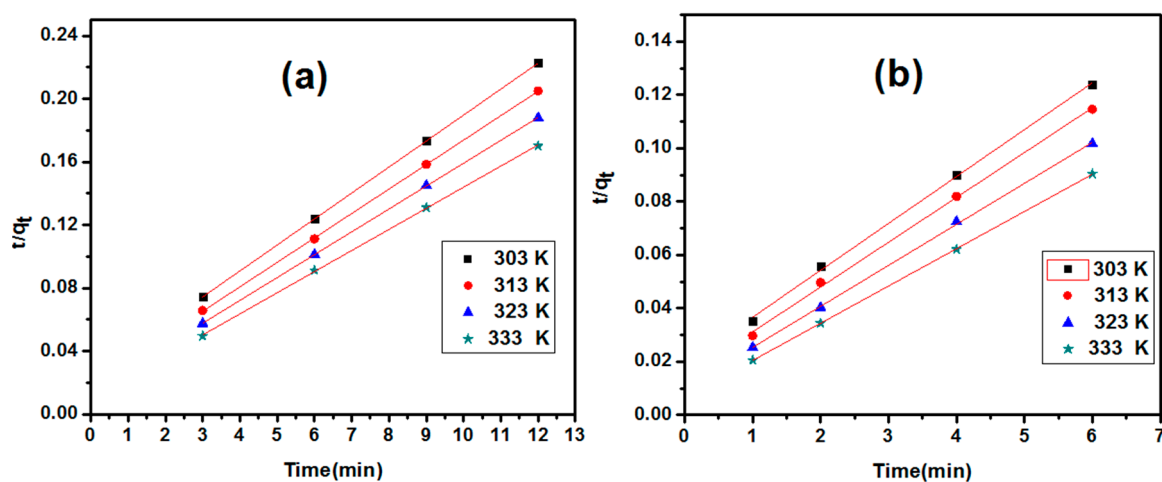 (a)
t/qt
0.24
0.20
0.16
0.12
0.08
0.04
0.00
303 K
313 K
323 K
333 K
0 1 2 3 4 5 6 7 8 9 10 11 12 13
Time(min)
(b)
t/qt
0.14
0.12
0.10
0.08
0.06
0.04
0.02
0.00
303 K
313 K
323 K
333 K
0 1 2 3 4 5 6 7
Time(min)